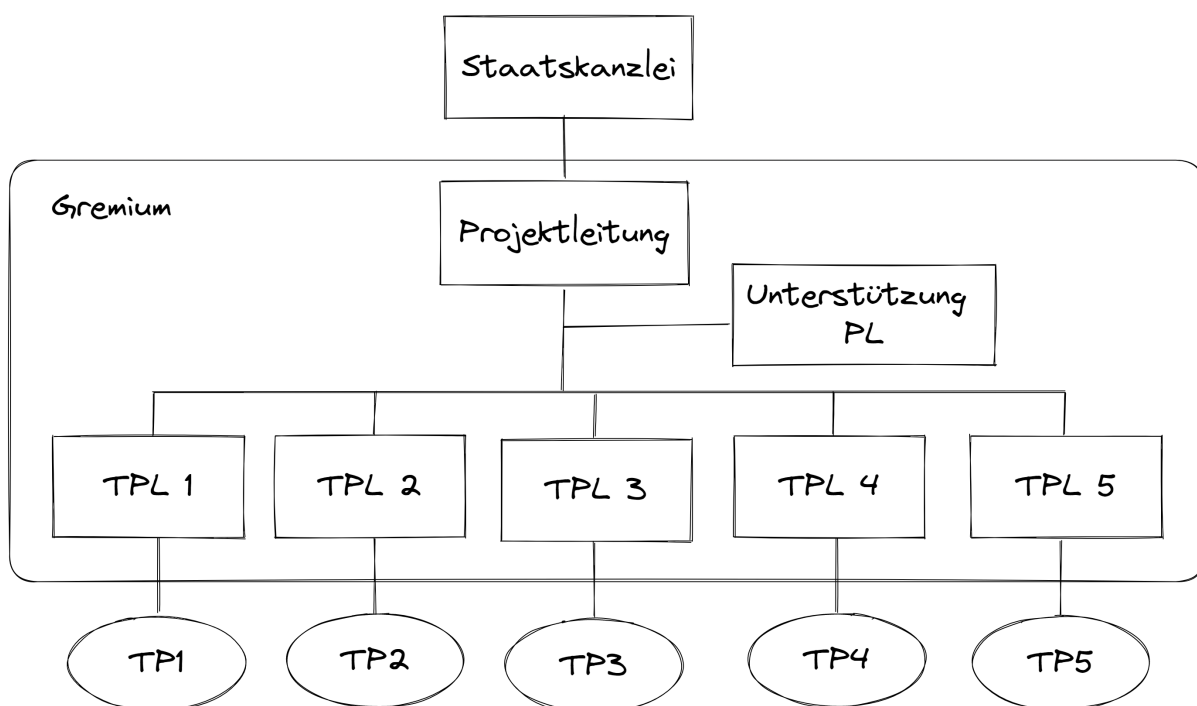 Staatskanzlei
Gremium
Projektleitung
Unterstützung
PL
TPL 1
TPL 2
TPL 3
TPL 4
TPL 5
TP1
TP2
TP3
TP4
TP5